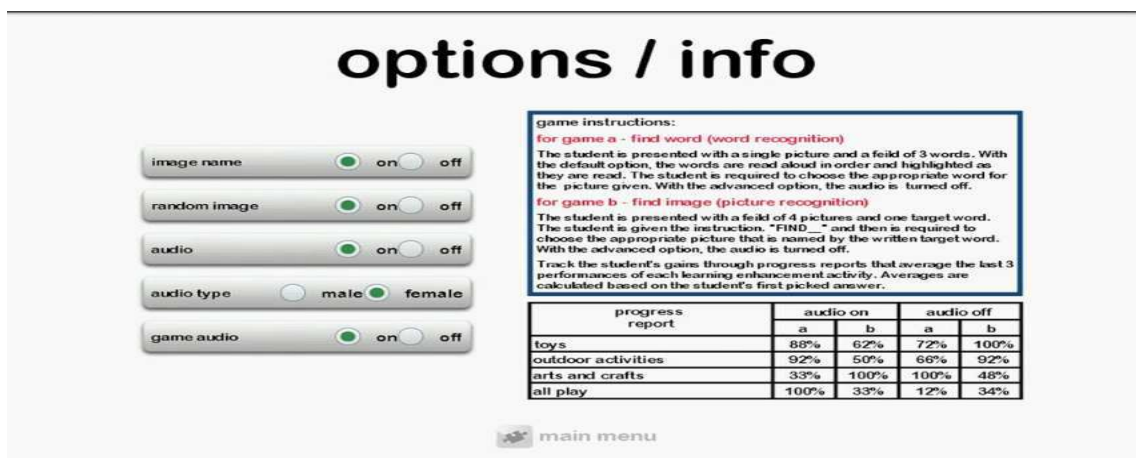 options / info
image name on off
random image on off
audio on off
audio type male female
game audio on off
game instructions:
for game a - find word (word recognition)
The student is presented with a single picture and a feild of 3 words. With
the default option, the words are read aloud in order and highlighted as
they are read. The student is required to choose the appropriate word for
the picture given. With the advanced option, the audio is turned off.
for game b - find image (picture recognition)
The student is presented with a feild of 4 pictures and one target word.
The student is given the instruction. "FIND__" and then is required to
choose the appropriate picture that is named by the written target word.
With the advanced option, the audio is turned off.
Track the student's gains through progress reports that average the last 3
performances of each learning enhancement activity. Averages are
calculated based on the student's first picked answer.
progress audio on audio off
report a b a b
toys 88% 62% 72% 100%
outdoor activities 92% 50% 66% 92%
arts and crafts 33% 100% 100% 48%
all play 100% 33% 12% 34%
main menu